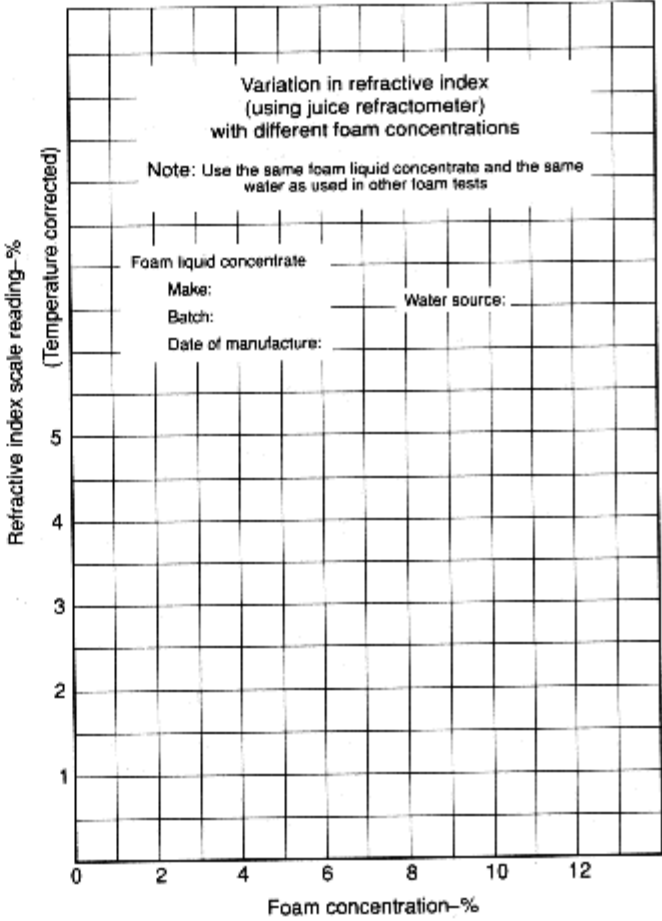 Variation in refractive index
(using juice refractometer)
with different foam concentrations
Note: Use the same foam liquid concentrate and the same
water as used in other foam tests
Foam liquid concentrate
Make:
Batch:
Date of manufacture:
Water source:
Refractive index scale reading–%
(Temperature corrected)
5
4
3
2
1
0 2 4 6 8 10 12
Foam concentration–%